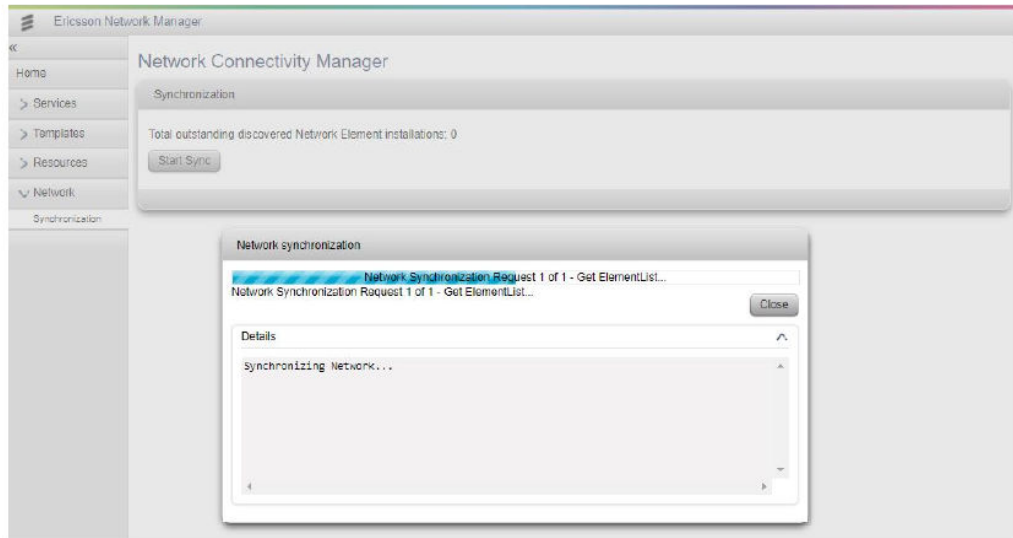 Ericsson Network Manager
«
Home
Network Connectivity Manager
Synchronization
> Services
> Templates
Total outstanding discovered Network Element installations: 0
> Resources
Start Sync
Network
Synchronization
Network synchronization
Network Synchronization Request 1 of 1 - Get ElementList...
Network Synchronization Request 1 of 1 - Get ElementList...
Close
Details
Synchronizing Network...